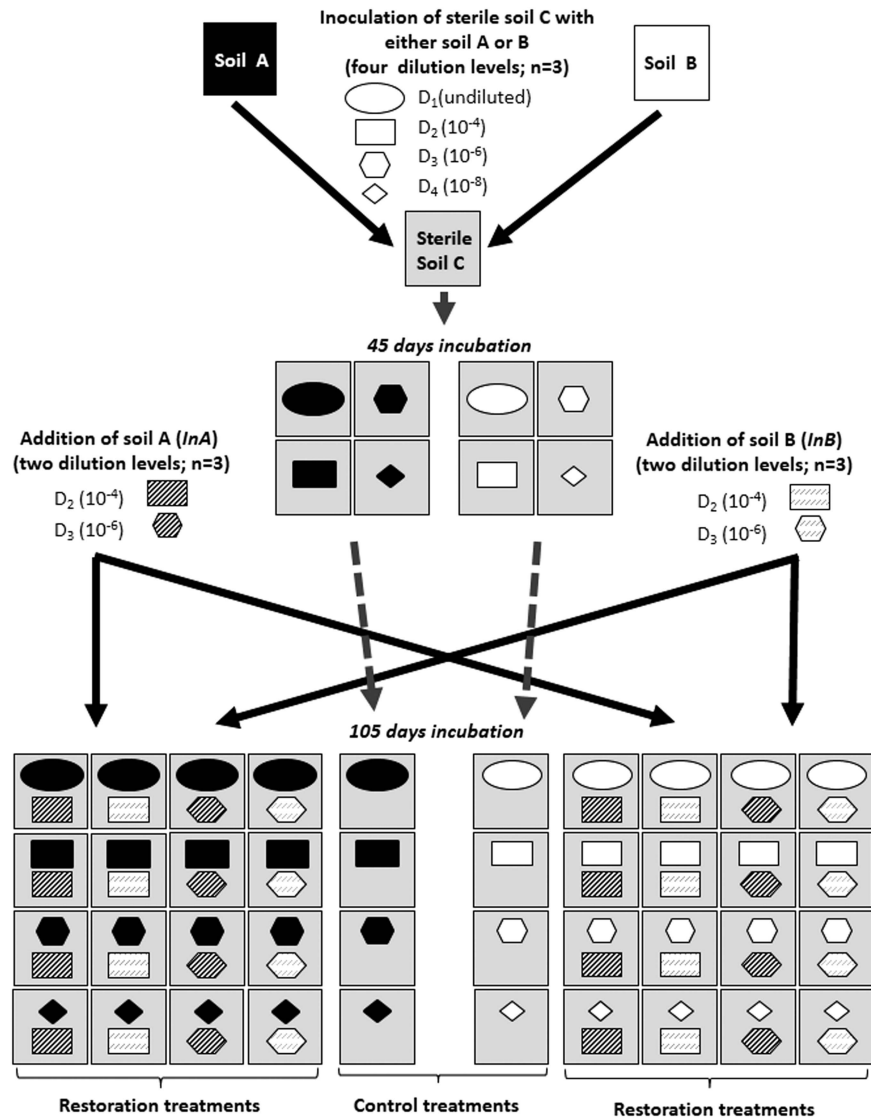 Inoculation of sterile soil C with
either soil A or B
(four dilution levels; n=3)
Soil A
Soil B
D₁(undiluted)
D₂ (10⁻⁴)
D₃ (10⁻⁶)
D₄ (10⁻⁸)
Sterile
Soil C
45 days incubation
Addition of soil A (InA)
(two dilution levels; n=3)
D₂ (10⁻⁴)
D₃ (10⁻⁶)
Addition of soil B (InB)
(two dilution levels; n=3)
D₂ (10⁻⁴)
D₃ (10⁻⁶)
105 days incubation
Restoration treatments
Control treatments
Restoration treatments